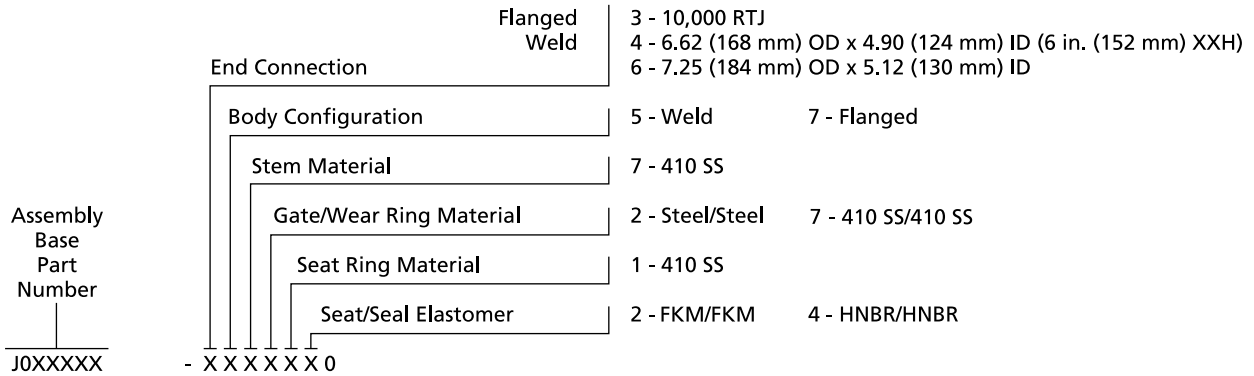 Flanged 3 - 10,000 RTJ
Weld 4 - 6.62 (168 mm) OD x 4.90 (124 mm) ID (6 in. (152 mm) XXH)
End Connection 6 - 7.25 (184 mm) OD x 5.12 (130 mm) ID
Body Configuration 5 - Weld 7 - Flanged
Stem Material 7 - 410 SS
Gate/Wear Ring Material 2 - Steel/Steel 7 - 410 SS/410 SS
Seat Ring Material 1 - 410 SS
Seat/Seal Elastomer 2 - FKM/FKM 4 - HNBR/HNBR
Assembly
Base
Part
Number
J0XXXXX - X X X X X X 0